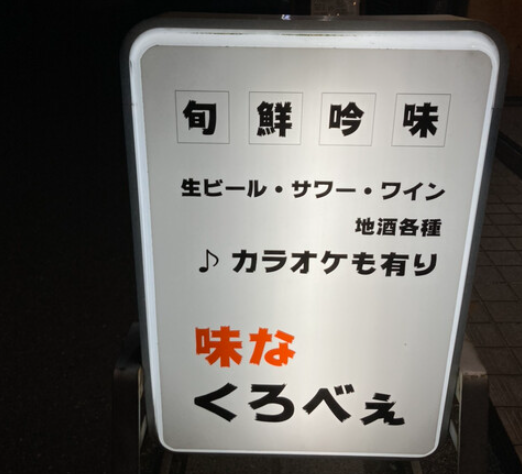 旬鮮吟味
生ビール・サワー・ワイン
地酒各種
♪カラオケも有り
味な
くろべぇ